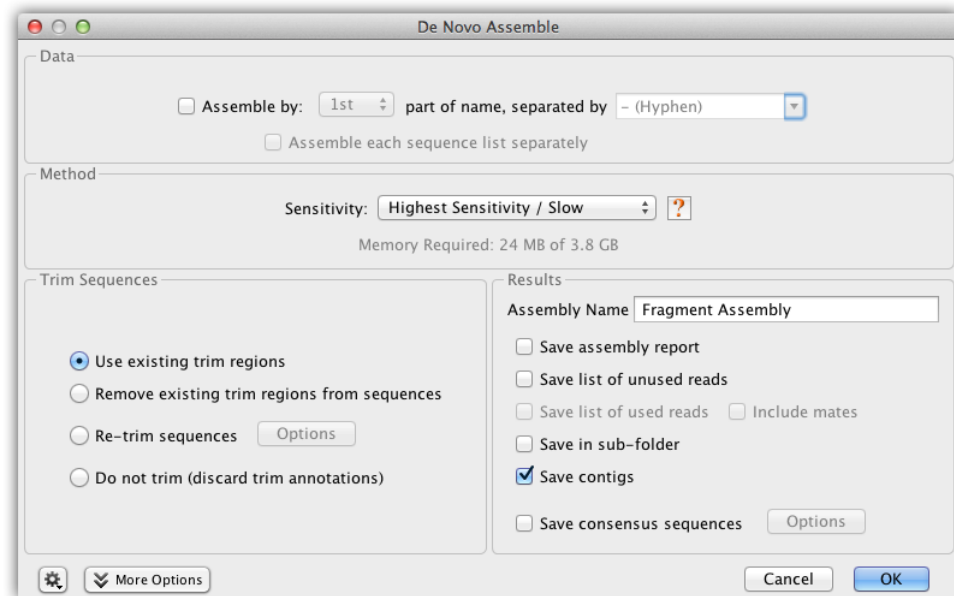 De Novo Assemble
Data
Assemble by: 1st part of name, separated by - (Hyphen)
Assemble each sequence list separately
Method
Sensitivity: Highest Sensitivity / Slow ?
Memory Required: 24 MB of 3.8 GB
Trim Sequences
Use existing trim regions
Remove existing trim regions from sequences
Re-trim sequences Options
Do not trim (discard trim annotations)
Results
Assembly Name Fragment Assembly
Save assembly report
Save list of unused reads
Save list of used reads Include mates
Save in sub-folder
Save contigs
Save consensus sequences Options
More Options
Cancel OK